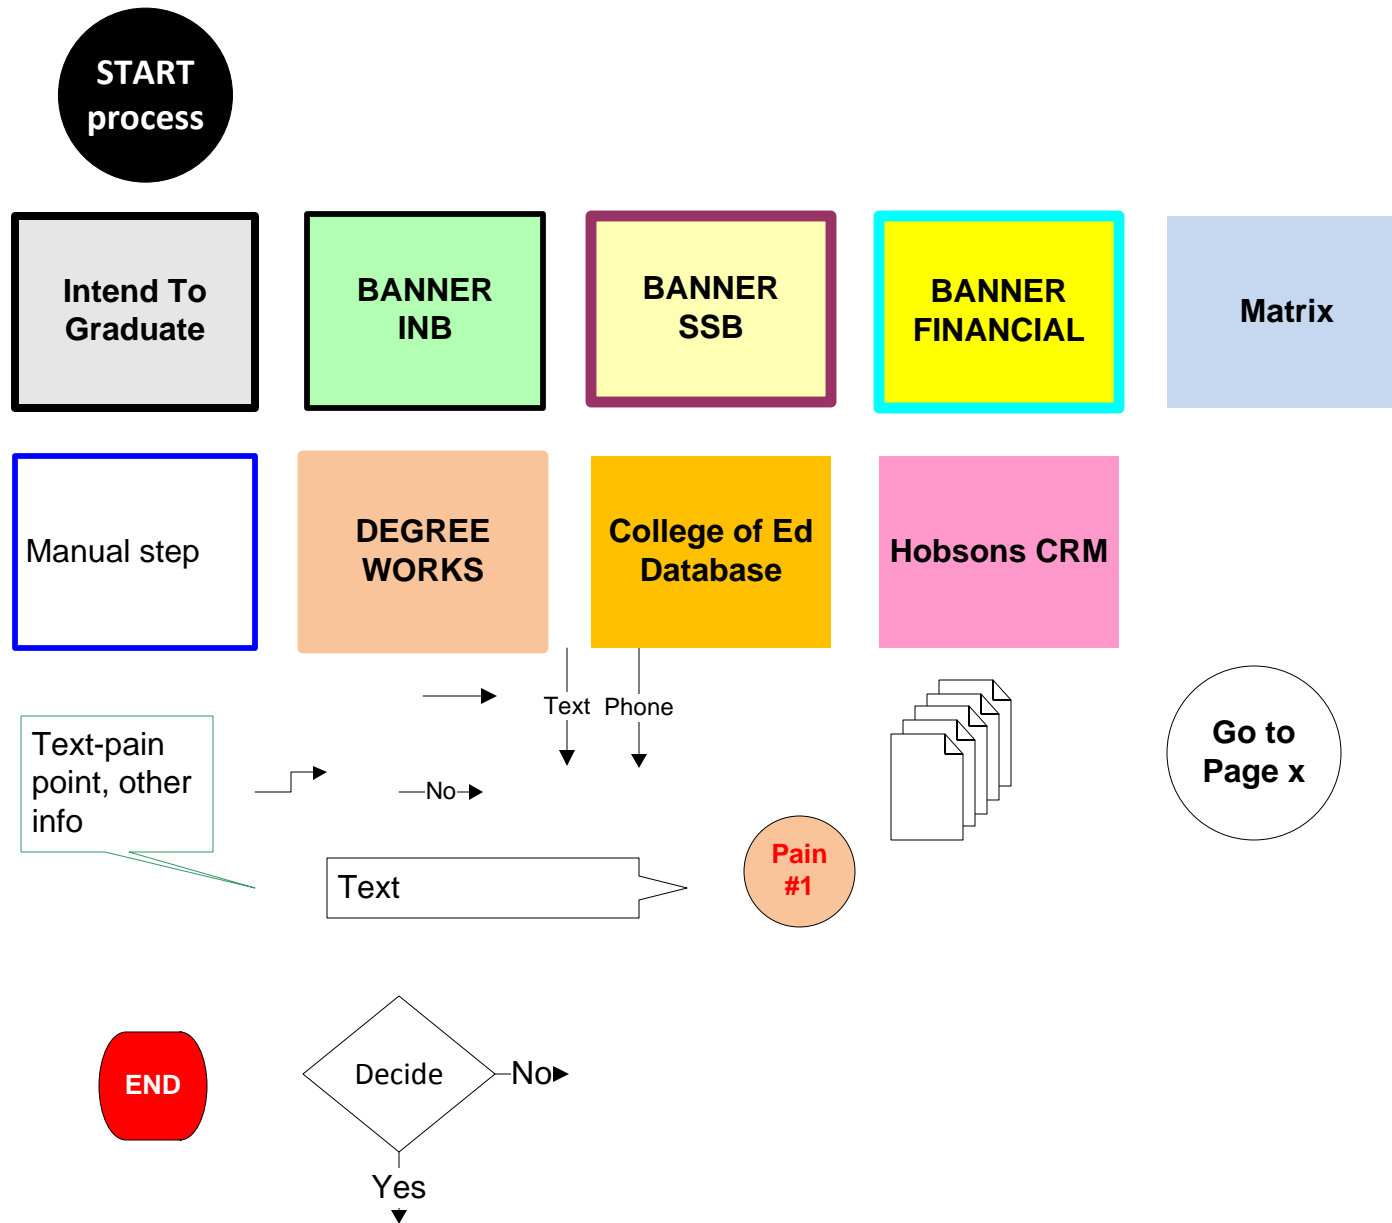 START
process
Intend To
Graduate
BANNER
INB
BANNER
SSB
BANNER
FINANCIAL
Matrix
Manual step
DEGREE
WORKS
College of Ed
Database
Hobsons CRM
Text
Phone
Text-pain
point, other
info
No
Go to
Page x
Text
Pain
#1
END
Decide
No
Yes